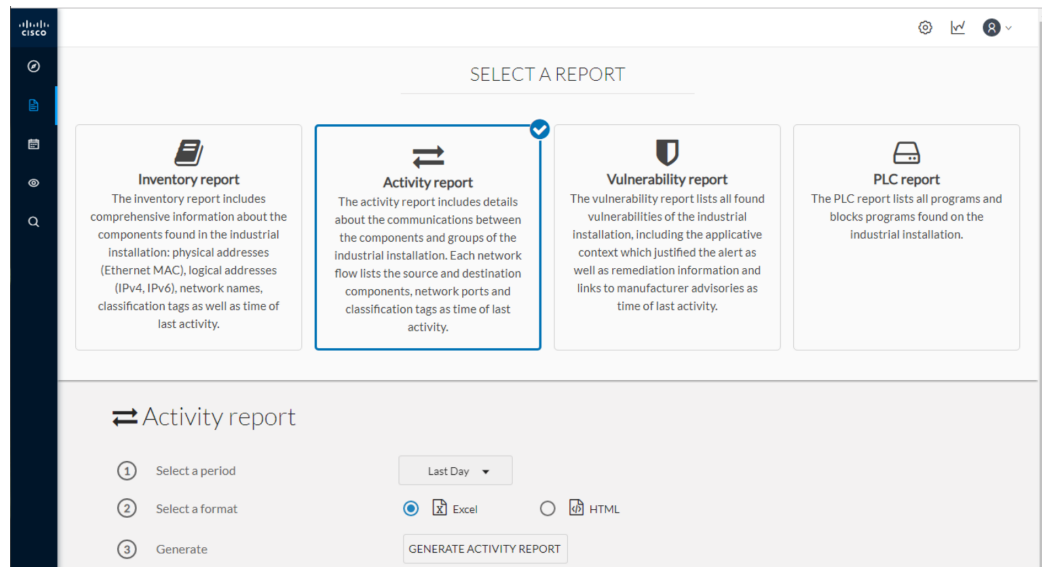 CISCO
SELECT A REPORT
Inventory report
The inventory report includes
comprehensive information about the
components found in the industrial
installation: physical addresses
(Ethernet MAC), logical addresses
(IPv4, IPv6), network names,
classification tags as well as time of
last activity.
Activity report
The activity report includes details
about the communications between
the components and groups of the
industrial installation. Each network
flow lists the source and destination
components, network ports and
classification tags as time of last
activity.
Vulnerability report
The vulnerability report lists all found
vulnerabilities of the industrial
installation, including the applicative
context which justified the alert as
well as remediation information and
links to manufacturer advisories as
time of last activity.
PLC report
The PLC report lists all programs and
blocks programs found on the
industrial installation.
Activity report
1 Select a period Last Day
2 Select a format Excel HTML
3 Generate GENERATE ACTIVITY REPORT